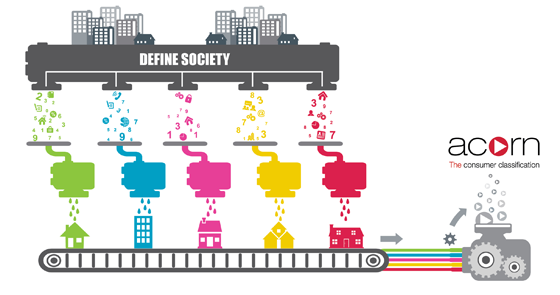 DEFINE SOCIETY
acorn
The consumer classification